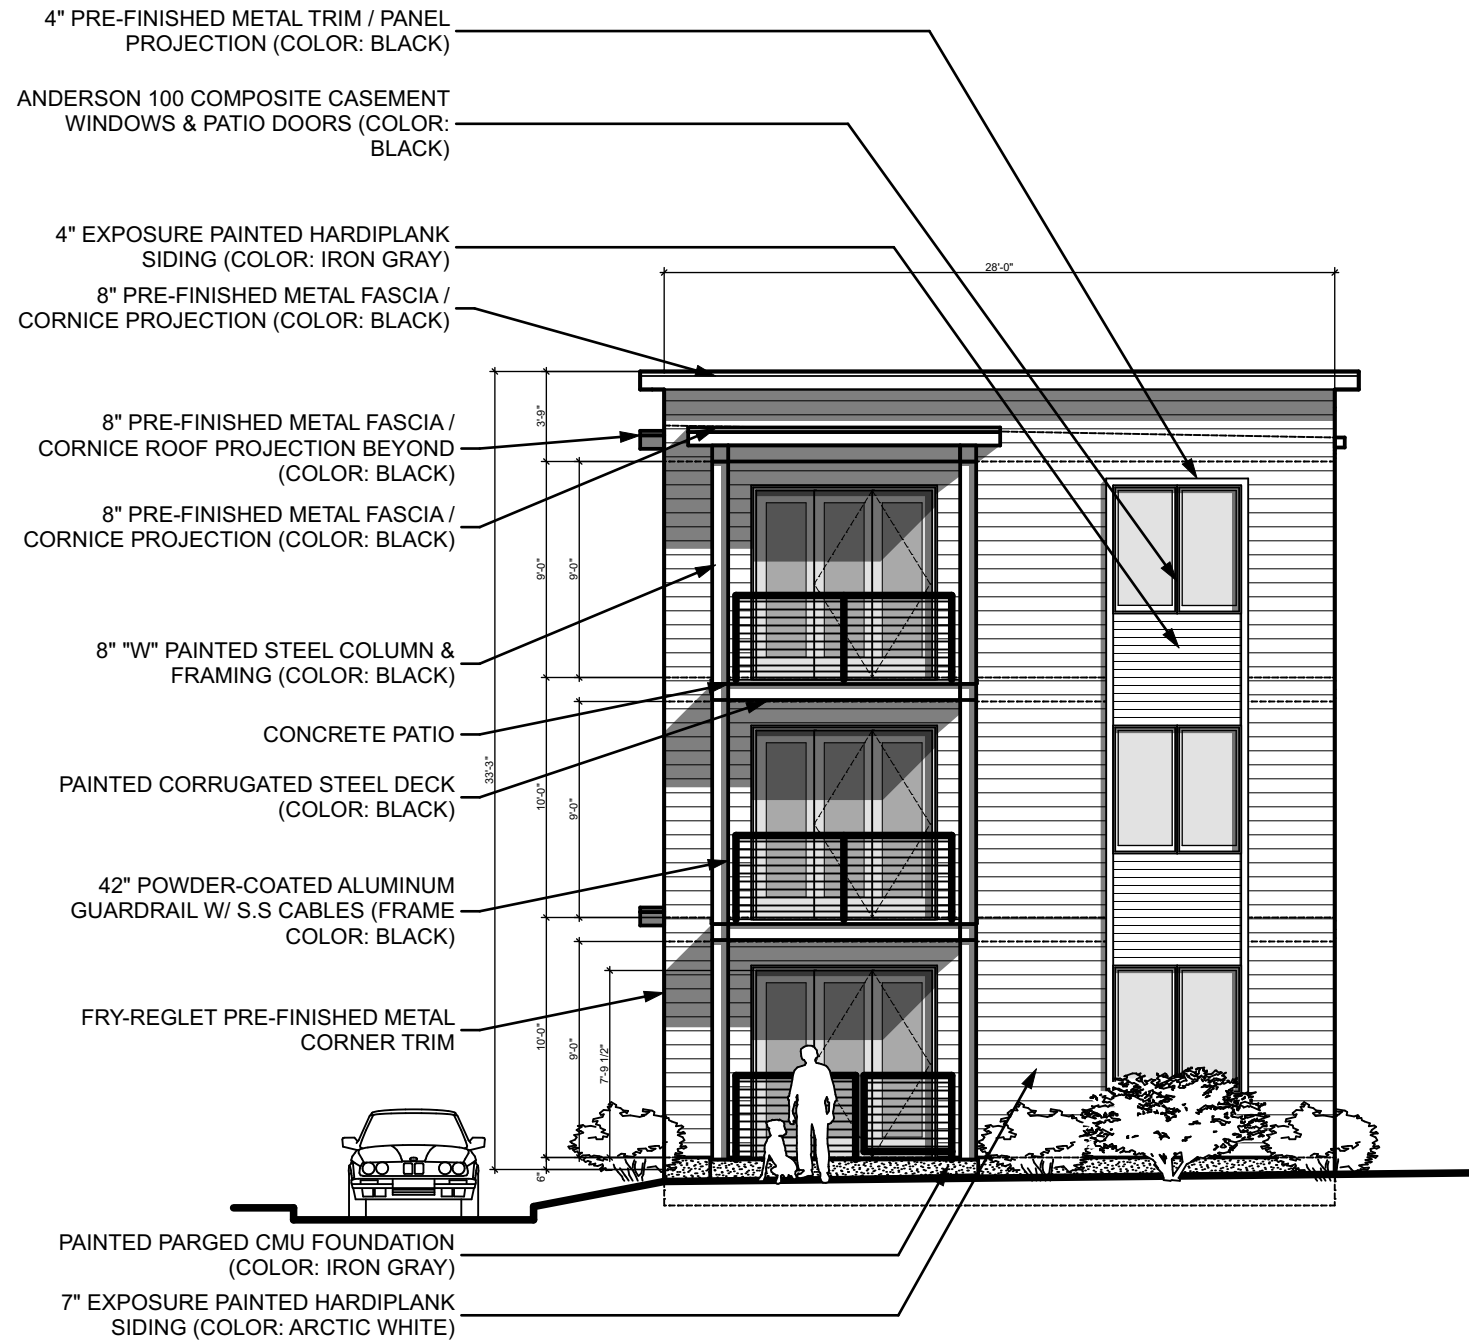 4" PRE-FINISHED METAL TRIM / PANEL
PROJECTION (COLOR: BLACK)
ANDERSON 100 COMPOSITE CASEMENT
WINDOWS & PATIO DOORS (COLOR:
BLACK)
4" EXPOSURE PAINTED HARDIPLANK
SIDING (COLOR: IRON GRAY)
8" PRE-FINISHED METAL FASCIA /
CORNICE PROJECTION (COLOR: BLACK)
8" PRE-FINISHED METAL FASCIA /
CORNICE ROOF PROJECTION BEYOND
(COLOR: BLACK)
8" PRE-FINISHED METAL FASCIA /
CORNICE PROJECTION (COLOR: BLACK)
8" "W" PAINTED STEEL COLUMN &
FRAMING (COLOR: BLACK)
CONCRETE PATIO
PAINTED CORRUGATED STEEL DECK
(COLOR: BLACK)
42" POWDER-COATED ALUMINUM
GUARDRAIL W/ S.S CABLES (FRAME
COLOR: BLACK)
FRY-REGLET PRE-FINISHED METAL
CORNER TRIM
PAINTED PARGED CMU FOUNDATION
(COLOR: IRON GRAY)
7" EXPOSURE PAINTED HARDIPLANK
SIDING (COLOR: ARCTIC WHITE)
28'-0"
33'-3"
3'-9"
9'-0"
10'-0"
10'-0"
6"
9'-0"
9'-0"
9'-0"
7'-9 1/2"